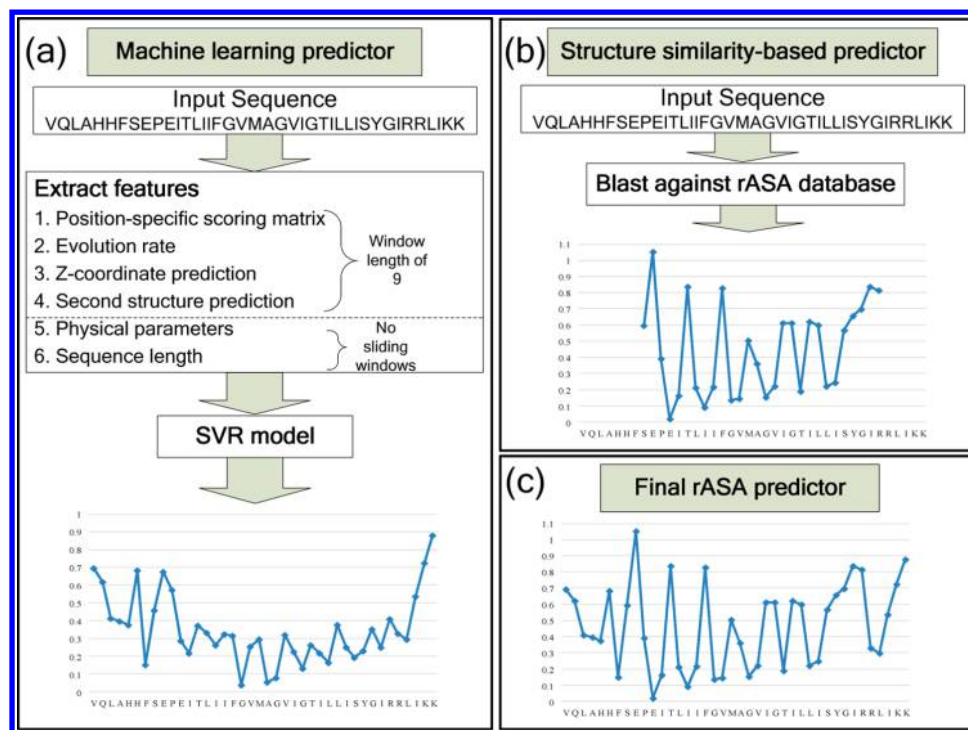 (a)
Machine learning predictor
Input Sequence
VQLAHHFSEPEITLIIFGVMAGVIGTILLISYGIRRLIKK
Extract features
1. Position-specific scoring matrix
2. Evolution rate
3. Z-coordinate prediction
4. Second structure prediction
Window
length of
9
5. Physical parameters
6. Sequence length
No
sliding
windows
SVR model
1
0.9
0.8
0.7
0.6
0.5
0.4
0.3
0.2
0.1
0
V Q L A H H F S E P E I T L I I F G V M A G V I G T I L L I S Y G I R R L I K K
(b)
Structure similarity-based predictor
Input Sequence
VQLAHHFSEPEITLIIFGVMAGVIGTILLISYGIRRLIKK
Blast against rASA database
1.1
1
0.9
0.8
0.7
0.6
0.5
0.4
0.3
0.2
0.1
0
V Q L A H H F S E P E I T L I I F G V M A G V I G T I L L I S Y G I R R L I K K
(c)
Final rASA predictor
1.1
1
0.9
0.8
0.7
0.6
0.5
0.4
0.3
0.2
0.1
0
V Q L A H H F S E P E I T L I I F G V M A G V I G T I L L I S Y G I R R L I K K